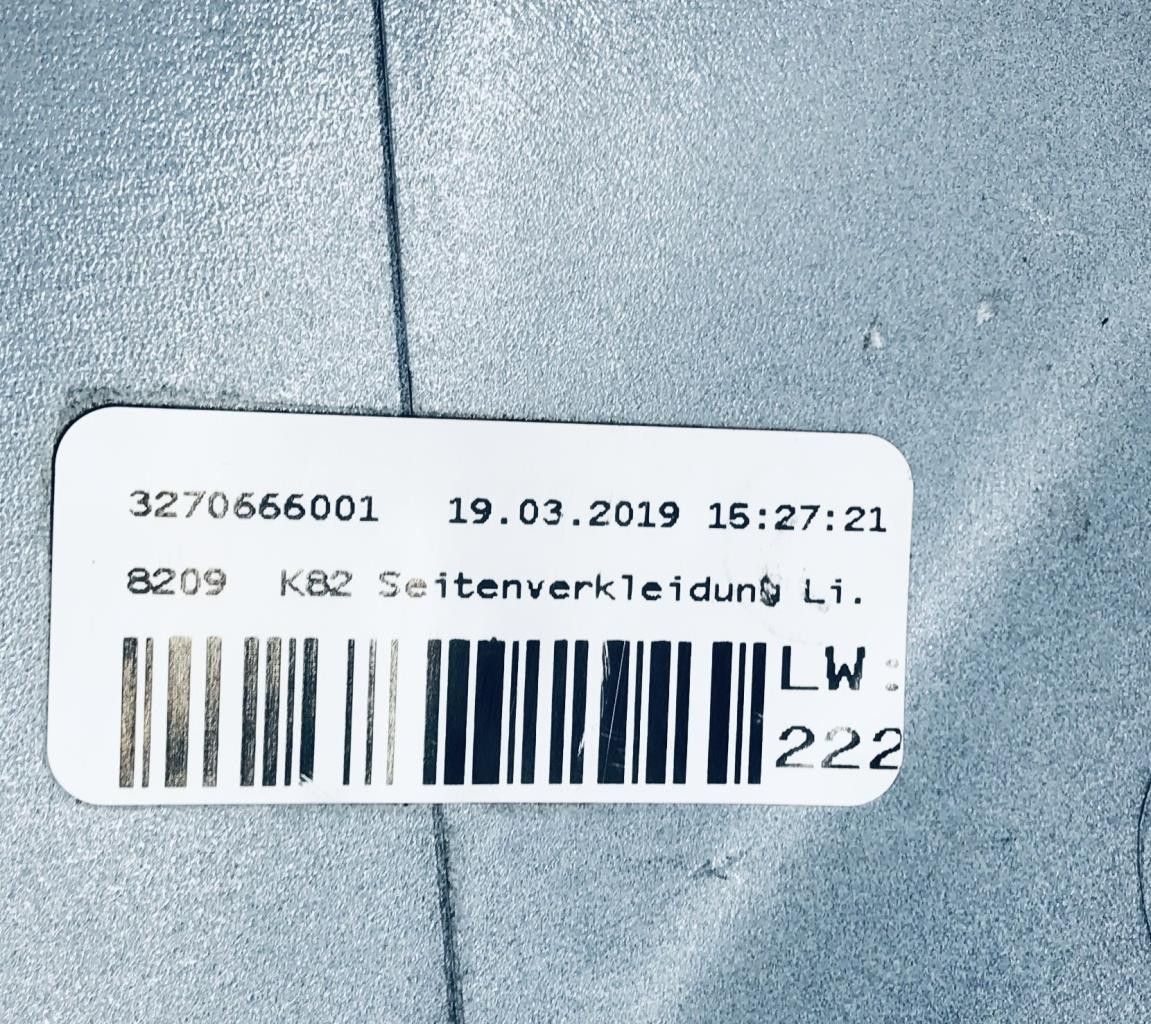 3270666001 19.03.2019 15:27:21
8209 K82 Seitenverkleidung Li.
LW:
222